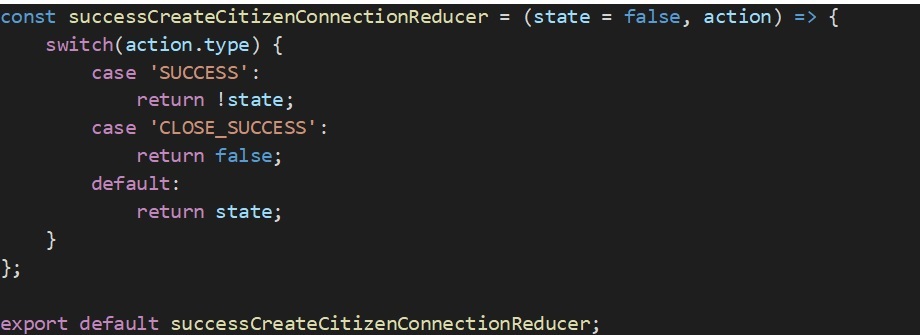 const successCreateCitizenConnectionReducer = (state = false, action) => {
    switch(action.type) {
        case 'SUCCESS':
            return !state;
        case 'CLOSE_SUCCESS':
            return false;
        default:
            return state;
    }
};

export default successCreateCitizenConnectionReducer;